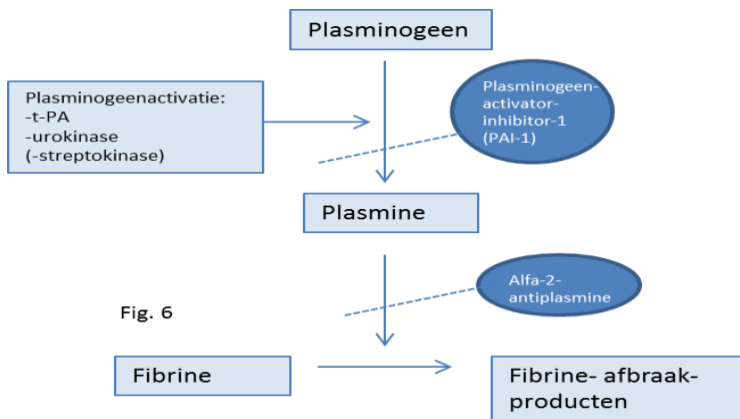 Plasminogeen
Plasminogeenactivatie:
-t-PA
-urokinase
(-streptokinase)
Plasminogeen-
activator-
inhibitor-1
(PAI-1)
Plasmine
Alfa-2-
antiplasmine
Fig. 6
Fibrine
Fibrine- afbraak-
producten